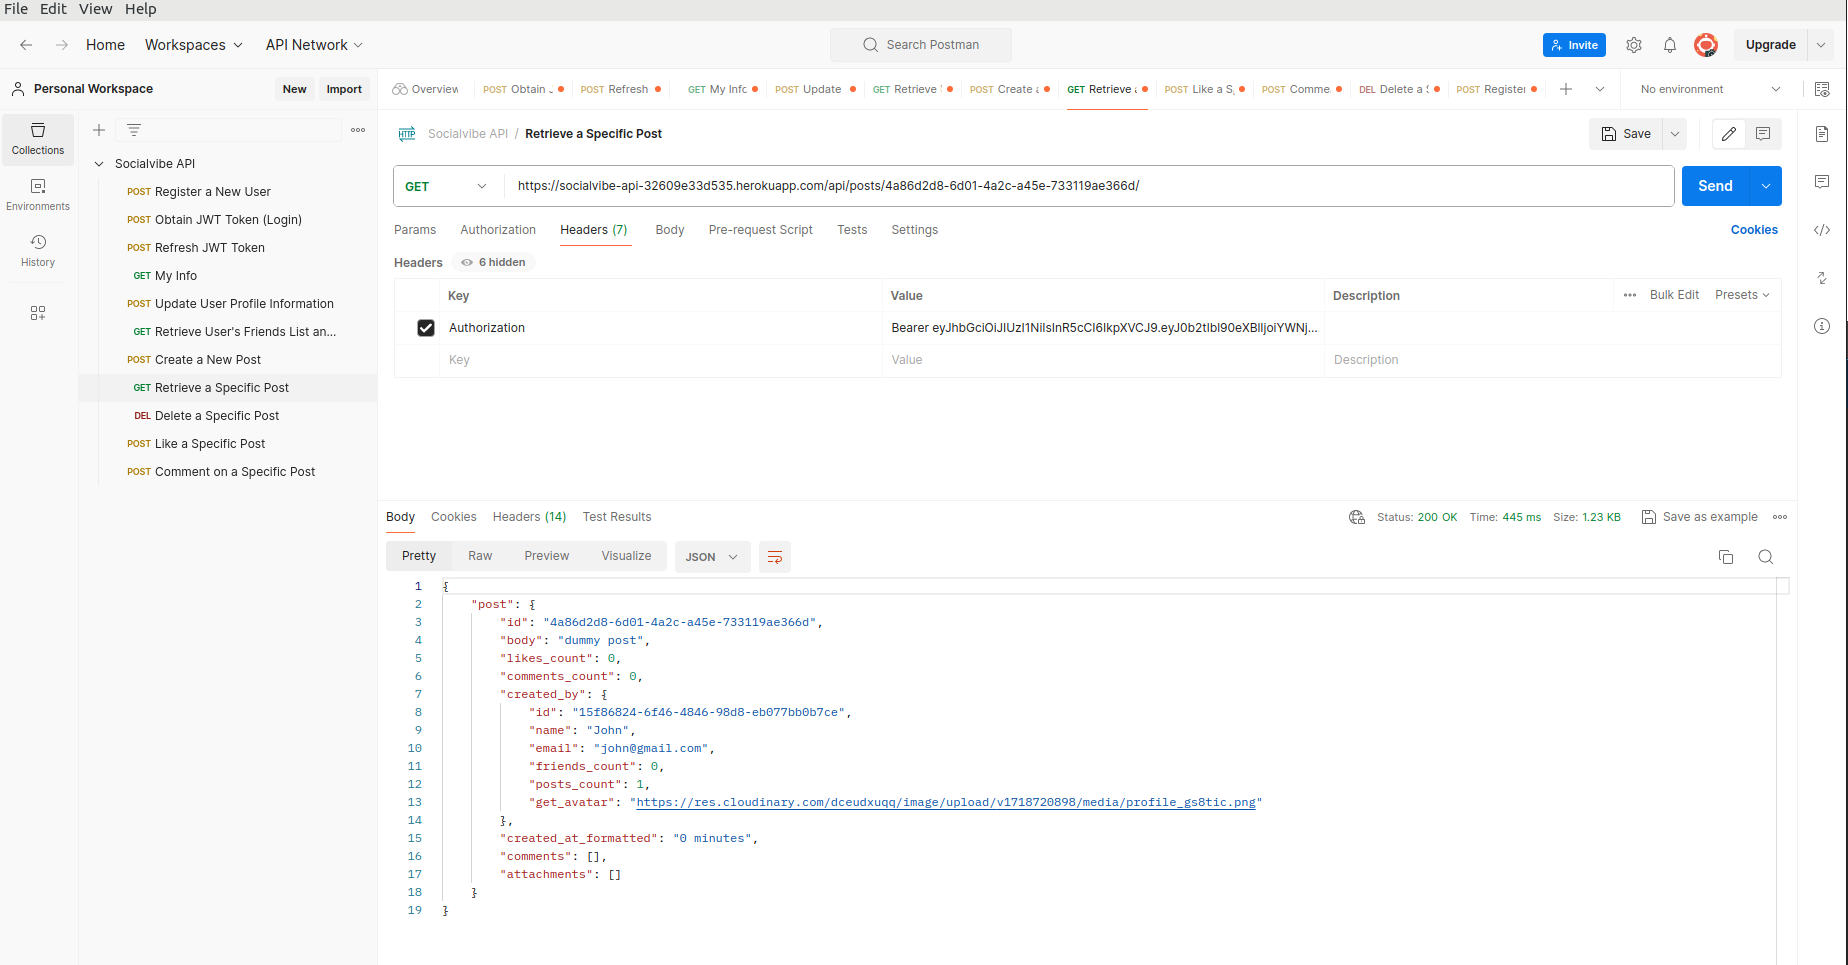 File Edit View Help
Home Workspaces API Network Search Postman Invite Upgrade
Personal Workspace New Import
Overview POST Obtain POST Refresh GET My Info POST Update GET Retrieve POST Create GET Retrieve POST Like a S POST Comme DEL Delete a POST Register No environment
Collections
Environments
History
Socialvibe API
POST Register a New User
POST Obtain JWT Token (Login)
POST Refresh JWT Token
GET My Info
POST Update User Profile Information
GET Retrieve User's Friends List an...
POST Create a New Post
GET Retrieve a Specific Post
DEL Delete a Specific Post
POST Like a Specific Post
POST Comment on a Specific Post
HTTP Socialvibe API / Retrieve a Specific Post Save
GET https://socialvibe-api-32609e33d535.herokuapp.com/api/posts/4a86d2d8-6d01-4a2c-a45e-733119ae366d/ Send
Params Authorization Headers (7) Body Pre-request Script Tests Settings Cookies
Headers 6 hidden
Key Value Description Bulk Edit Presets
Authorization Bearer
Key Value Description
Body Cookies Headers (14) Test Results Status: 200 OK Time: 445 ms Size: 1.23 KB Save as example
Pretty Raw Preview Visualize JSON
1 {
2 "post": {
3 "id": "4a86d2d8-6d01-4a2c-a45e-733119ae366d",
4 "body": "dummy post",
5 "likes_count": 0,
6 "comments_count": 0,
7 "created_by": {
8 "id": "15f86824-6f46-4846-98d8-eb077bb0b7ce",
9 "name": "John",
10 "email": "john@gmail.com",
11 "friends_count": 0,
12 "posts_count": 1,
13 "get_avatar": "https://res.cloudinary.com/dceudxuqq/image/upload/v1718720898/media/profile_gs8tic.png"
14 },
15 "created_at_formatted": "0 minutes",
16 "comments": [],
17 "attachments": []
18 }
19 }